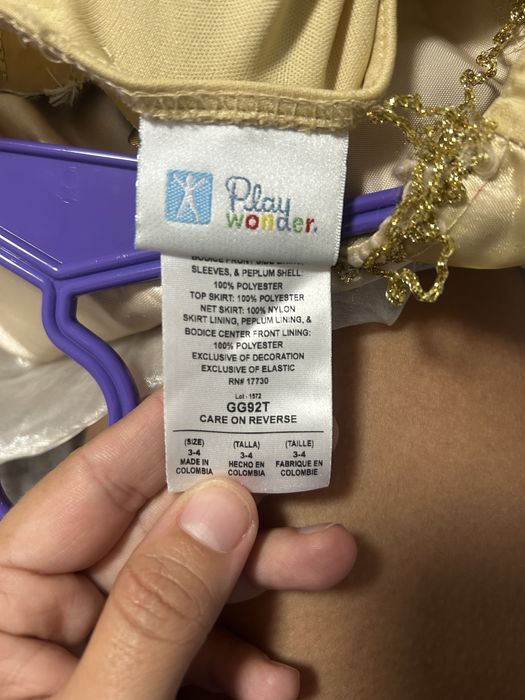 Play
wonder.
BODICE FRONT SIDE
SLEEVES, & PEPLUM SHELL:
100% POLYESTER
TOP SKIRT: 100% POLYESTER
NET SKIRT: 100% NYLON
SKIRT LINING, PEPLUM LINING, &
BODICE CENTER FRONT LINING:
100% POLYESTER
EXCLUSIVE OF DECORATION
EXCLUSIVE OF ELASTIC
RN# 17730
Lot - 1572
GG92T
CARE ON REVERSE
(SIZE) (TALLA) (TAILLE)
3-4 3-4 3-4
MADE IN HECHO EN FABRIQUE EN
COLOMBIA COLOMBIA COLOMBIE